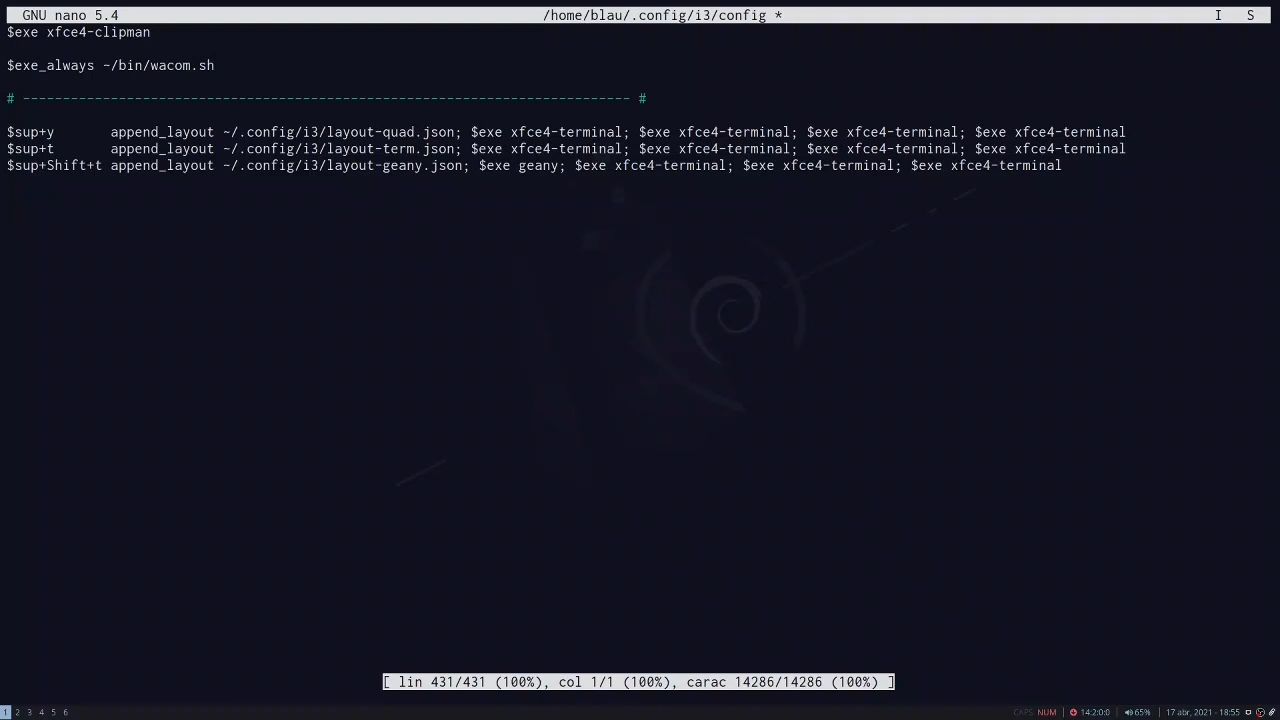 GNU nano 5.4 /home/blau/.config/i3/config * I S
$exe xfce4-clipman
$exe_always ~/bin/wacom.sh
# ---------------------------------------------------------------------------- #
$sup+y       append_layout ~/.config/i3/layout-quad.json; $exe xfce4-terminal; $exe xfce4-terminal; $exe xfce4-terminal; $exe xfce4-terminal
$sup+t       append_layout ~/.config/i3/layout-term.json; $exe xfce4-terminal; $exe xfce4-terminal; $exe xfce4-terminal; $exe xfce4-terminal
$sup+Shift+t append_layout ~/.config/i3/layout-geany.json; $exe geany; $exe xfce4-terminal; $exe xfce4-terminal; $exe xfce4-terminal
[ lin 431/431 (100%), col 1/1 (100%), carac 14286/14286 (100%) ]
1 2 3 4 5 6 CAPS NUM 14:2:0:0 65% 17 abr, 2021 - 18:55